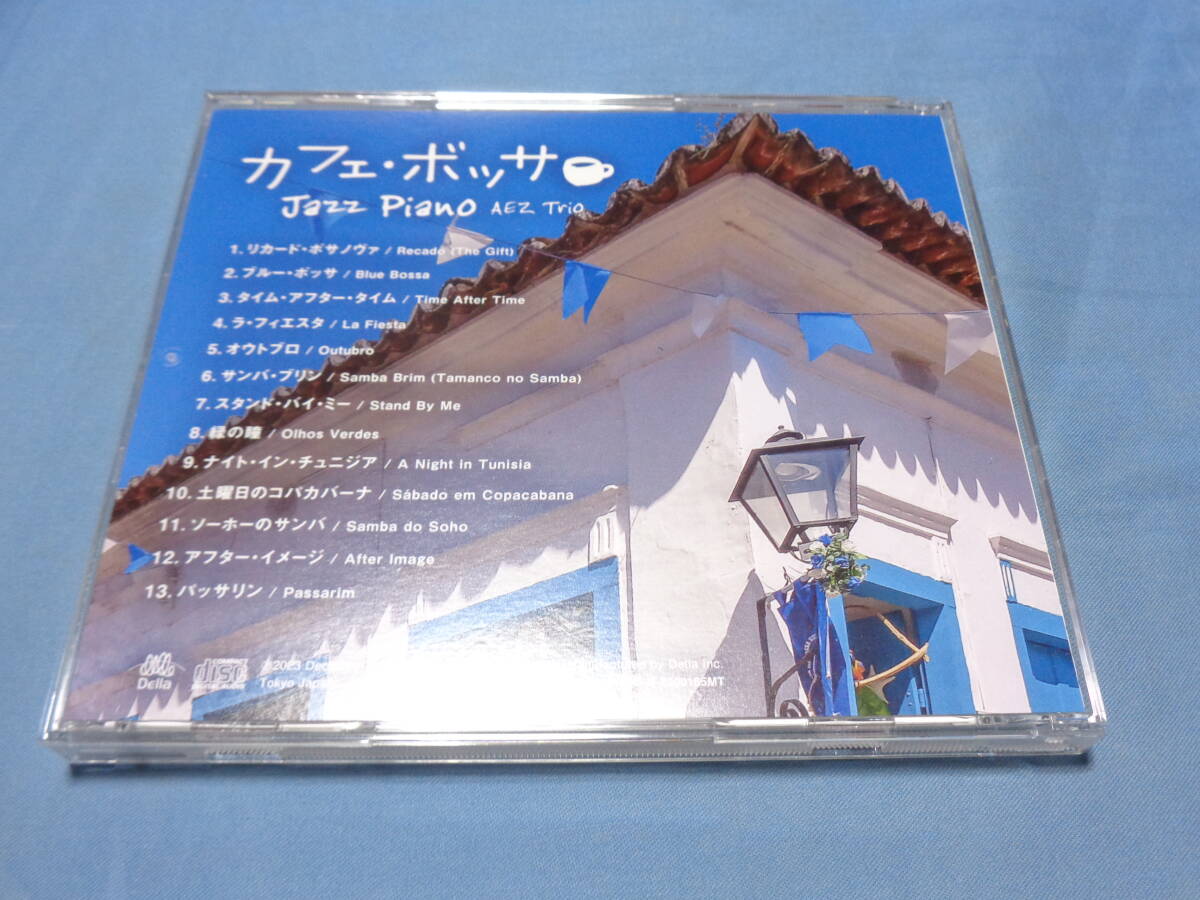 カフェ・ボッサ
Jazz Piano AEZ Trio
1. リカード・ボサノヴァ / Recado (The Gift)
2. ブルー・ボッサ / Blue Bossa
3. タイム・アフター・タイム / Time After Time
4. ラ・フィエスタ / La Fiesta
5. オウトブロ / Outubro
6. サンバ・ブリン / Samba Brim (Tamanco no Samba)
7. スタンド・バイ・ミー / Stand By Me
8. 緑の瞳 / Olhos Verdes
9. ナイト・イン・チュニジア / A Night in Tunisia
10. 土曜日のコパカバーナ / Sábado em Copacabana
11. ソーホーのサンバ / Samba do Soho
12. アフター・イメージ / After Image
13. パッサリン / Passarim
Della
COMPACT disc DIGITAL AUDIO
℗2023 by Della Inc.
Tokyo Japan